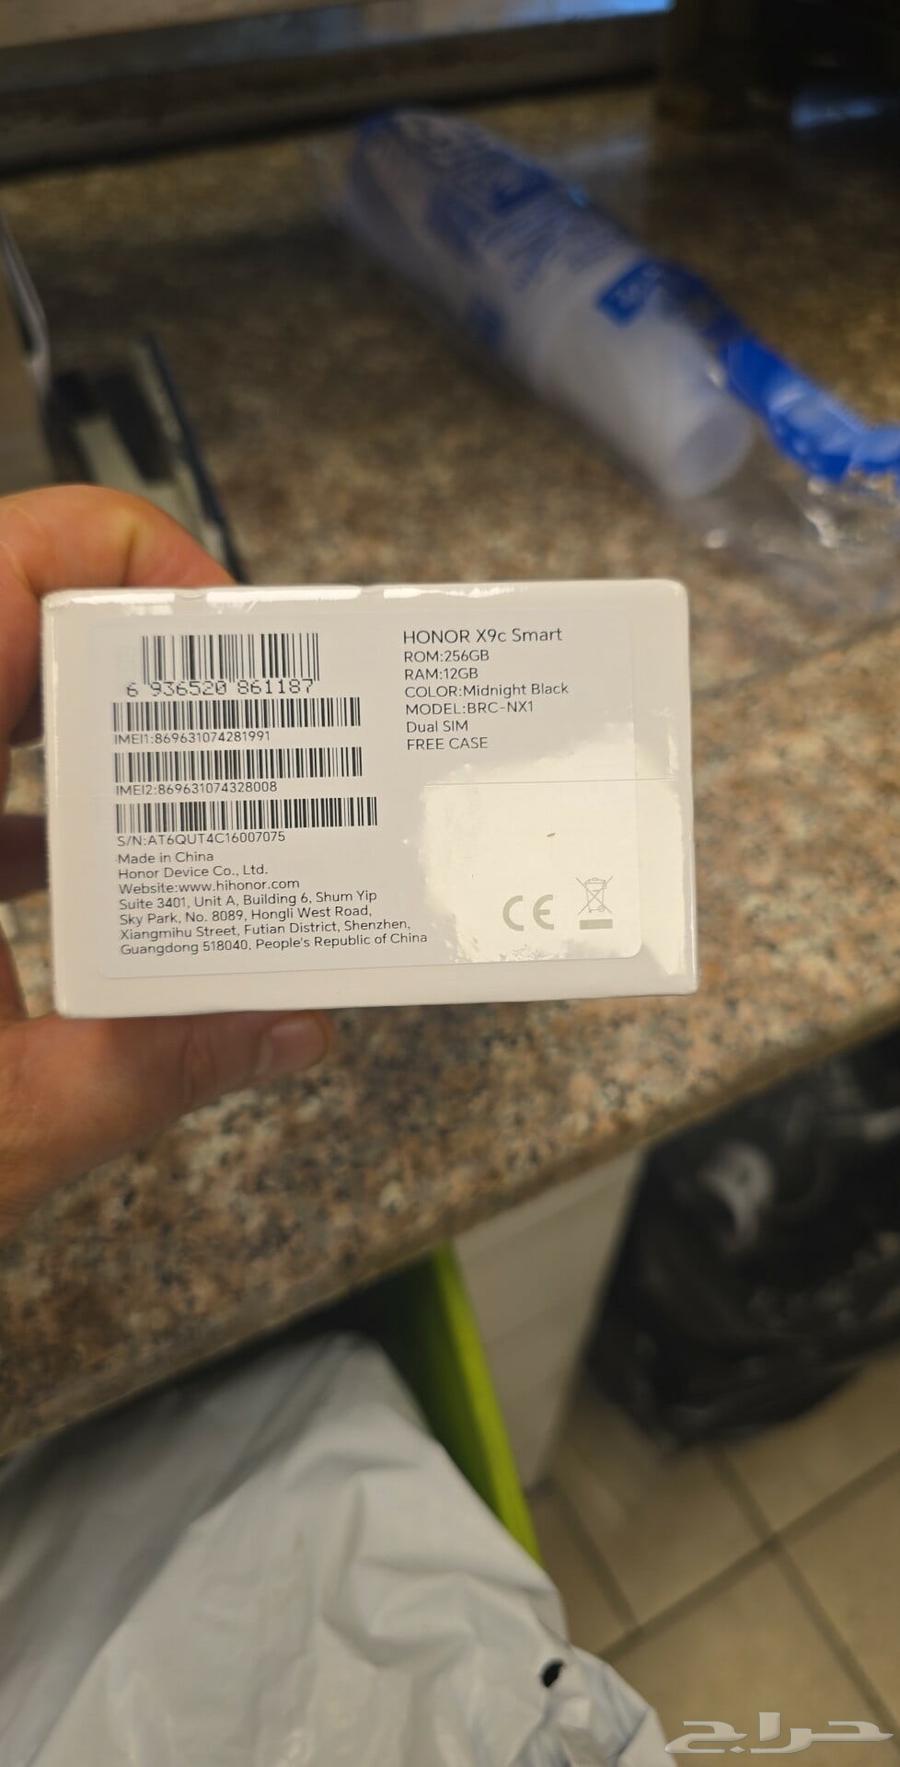 6 936520 861187
IMEI1:869631074281991
IMEI2:869631074328008
S/N:AT6QUT4C16007075
Made in China
Honor Device Co., Ltd.
Website:www.hihonor.com
Suite 3401, Unit A, Building 6, Shum Yip
Sky Park, No. 8089, Hongli West Road,
Xiangmihu Street, Futian District, Shenzhen,
Guangdong 518040, People's Republic of China
HONOR X9c Smart
ROM:256GB
RAM:12GB
COLOR:Midnight Black
MODEL:BRC-NX1
Dual SIM
FREE CASE
CE
حراج